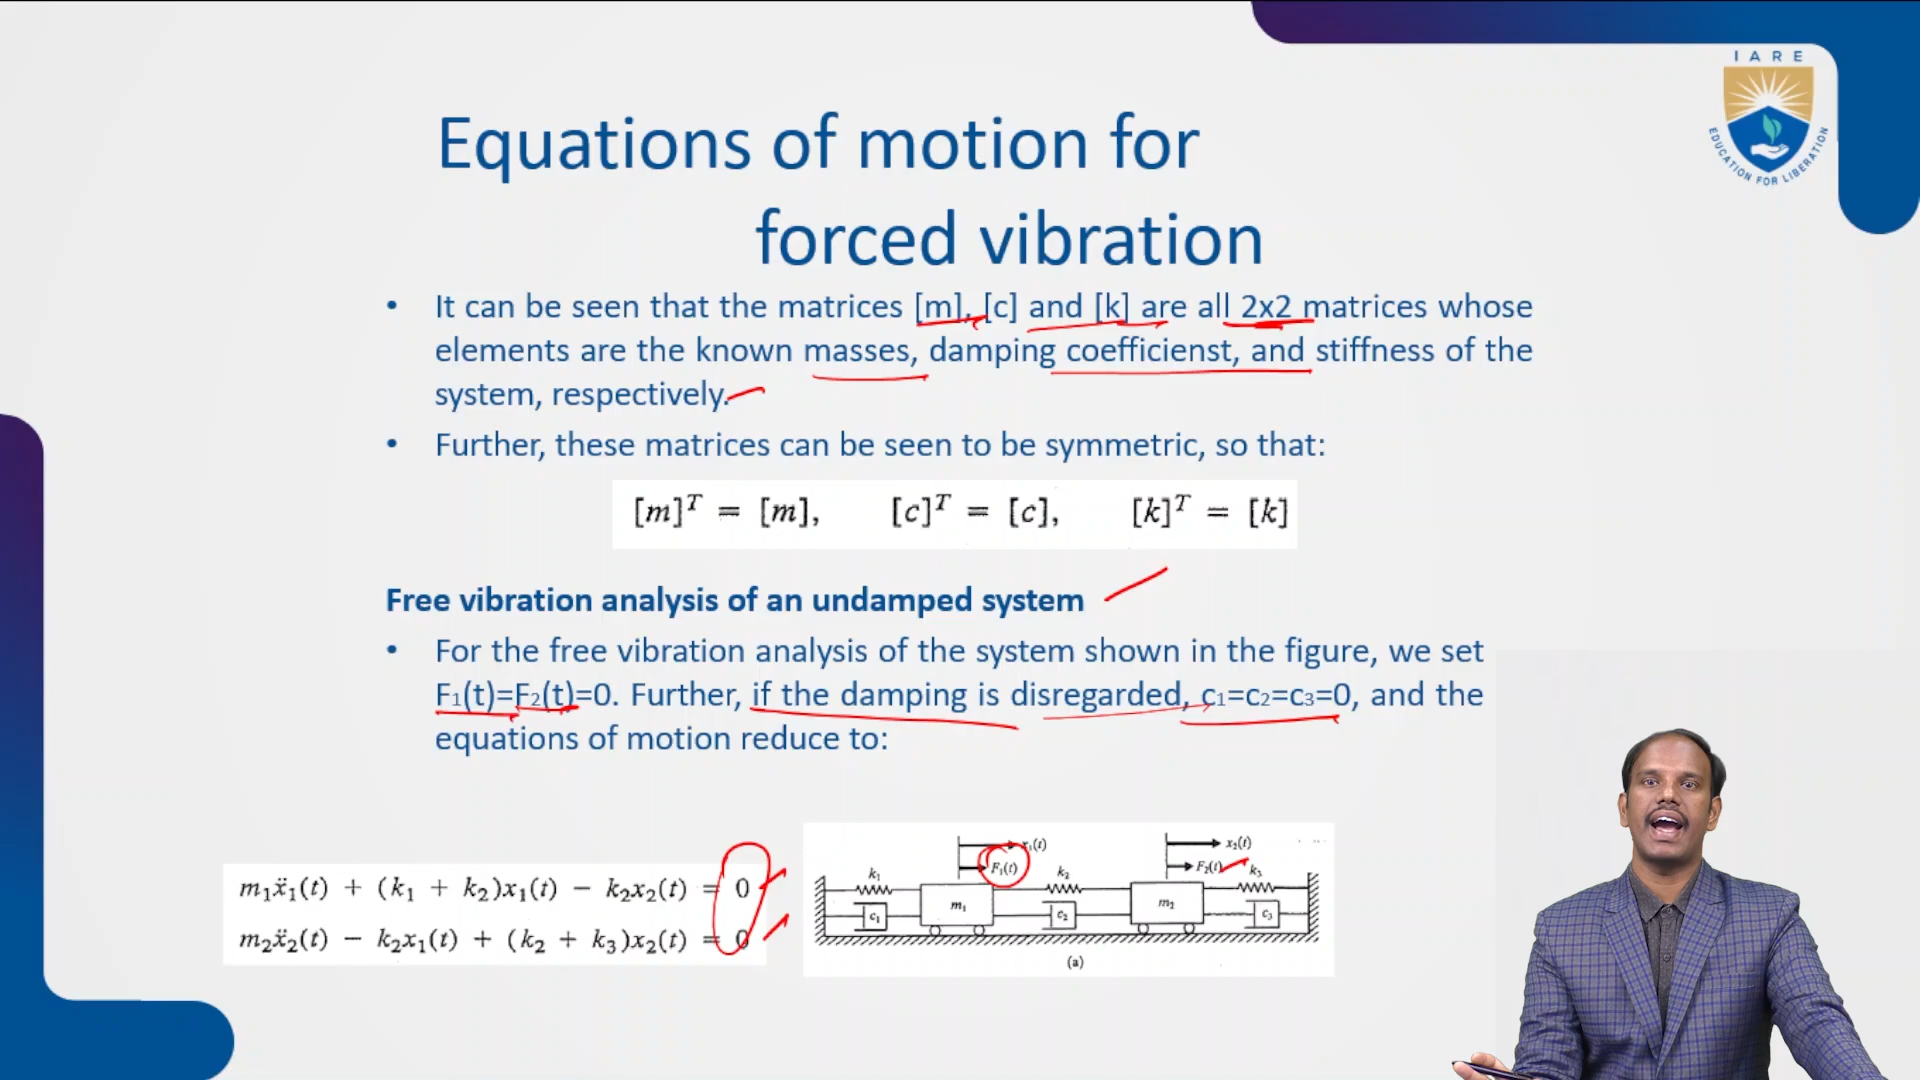 I A R E
EDUCATION FOR LIBERATION
Equations of motion for
forced vibration
• It can be seen that the matrices [m], [c] and [k] are all 2x2 matrices whose
elements are the known masses, damping coefficienst, and stiffness of the
system, respectively.
• Further, these matrices can be seen to be symmetric, so that:
[m]ᵀ = [m], [c]ᵀ = [c], [k]ᵀ = [k]
Free vibration analysis of an undamped system
• For the free vibration analysis of the system shown in the figure, we set
F₁(t)=F₂(t)=0. Further, if the damping is disregarded, c₁=c₂=c₃=0, and the
equations of motion reduce to:
m₁ẍ₁(t) + (k₁ + k₂)x₁(t) − k₂x₂(t) = 0
m₂ẍ₂(t) − k₂x₁(t) + (k₂ + k₃)x₂(t) = 0
x₁(t) x₂(t)
F₁(t) F₂(t)
k₁ k₂ k₃
m₁ m₂
c₁ c₂ c₃
(a)